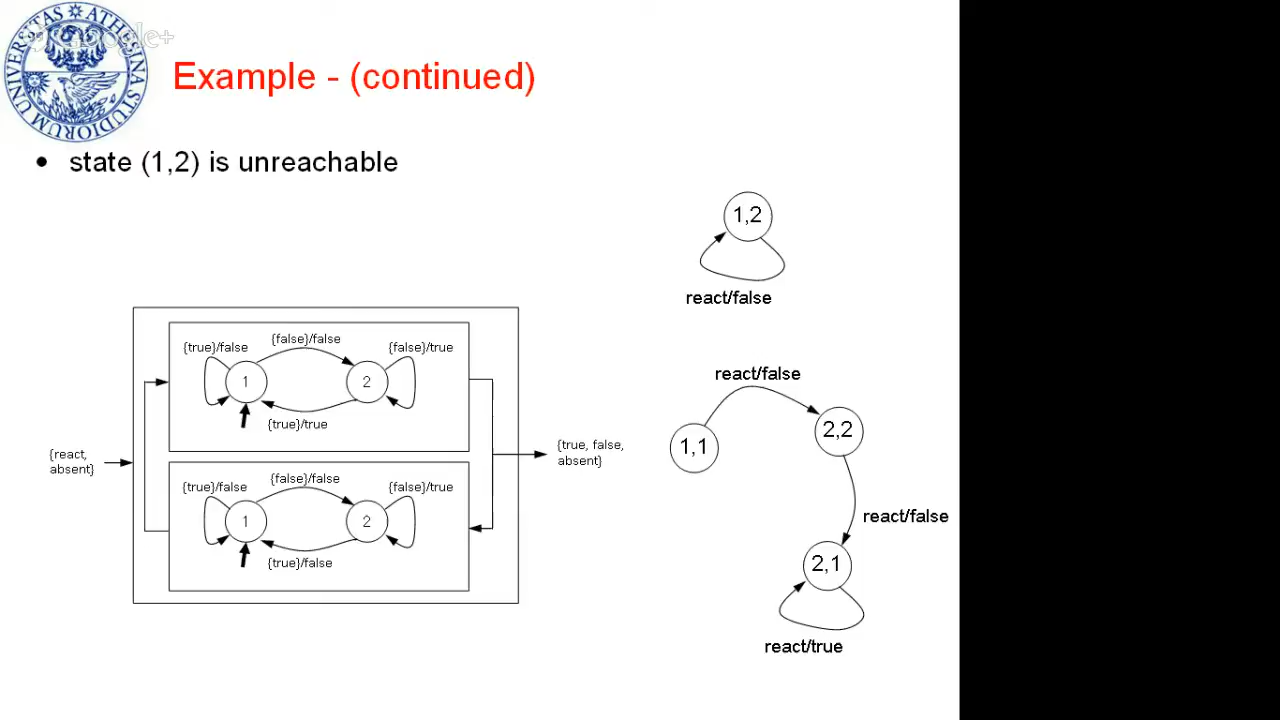 UNIVERSITAS ATHESINA STUDIORUM
Google+
Example - (continued)
• state (1,2) is unreachable
1,2
react/false
{true}/false
{false}/false
{false}/true
1
2
{true}/true
{react,
absent}
{true, false,
absent}
{true}/false
{false}/false
{false}/true
1
2
{true}/false
react/false
1,1
2,2
react/false
2,1
react/true